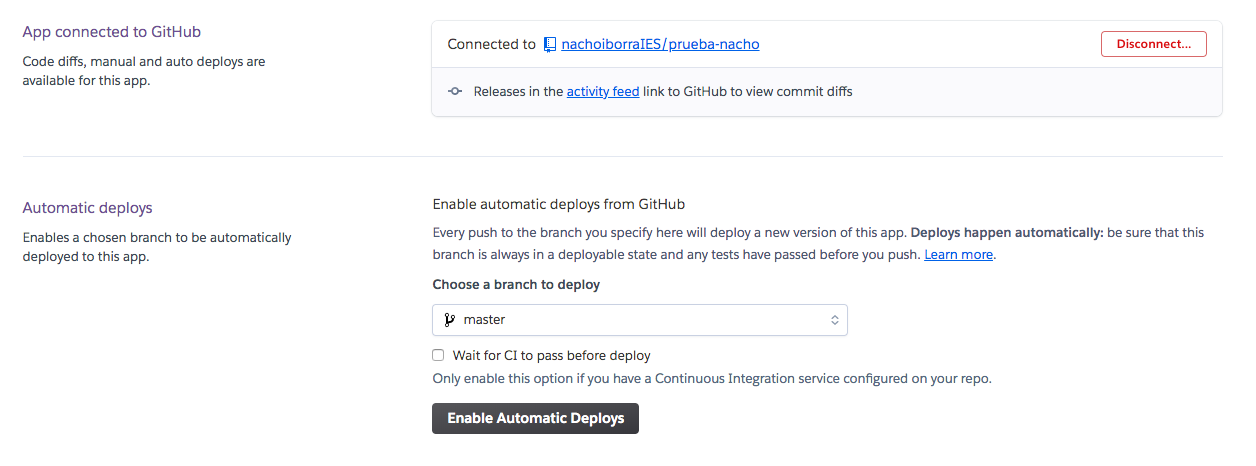 App connected to GitHub
Code diffs, manual and auto deploys are
available for this app.
Connected to nachoiborraIES/prueba-nacho
Disconnect...
Releases in the activity feed link to GitHub to view commit diffs
Automatic deploys
Enables a chosen branch to be automatically
deployed to this app.
Enable automatic deploys from GitHub
Every push to the branch you specify here will deploy a new version of this app. Deploys happen automatically: be sure that this
branch is always in a deployable state and any tests have passed before you push. Learn more.
Choose a branch to deploy
master
Wait for CI to pass before deploy
Only enable this option if you have a Continuous Integration service configured on your repo.
Enable Automatic Deploys